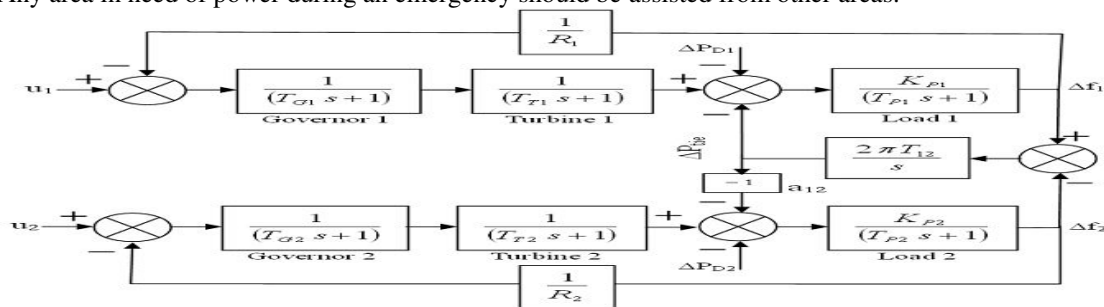 Any area in need of power during an emergency should be assisted from other areas.
1
R1
ΔPD1
u1
+
−
1
(TG1 s+1)
Governor 1
1
(TT1 s+1)
Turbine 1
+
−
−
KP1
(TP1 s+1)
Load 1
Δf1
ΔPtie
2 π T12
s
+
−
−1
a12
u2
+
−
1
(TG2 s+1)
Governor 2
1
(TT2 s+1)
Turbine 2
+
−
−
KP2
(TP2 s+1)
Load 2
Δf2
ΔPD2
1
R2